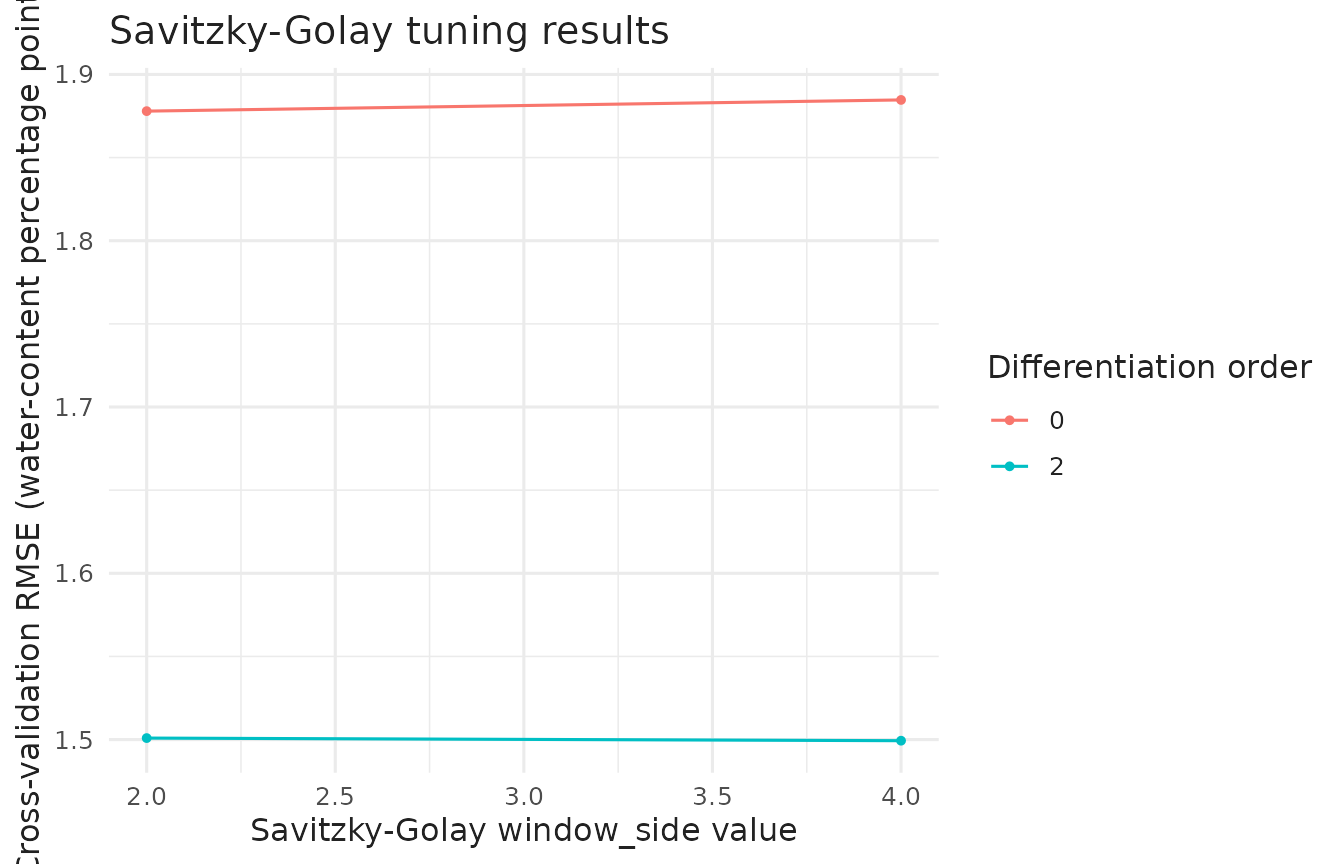 Savitzky-Golay tuning results
Cross-validation RMSE (water-content percentage point
1.9
1.8
1.7
1.6
1.5
2.0 2.5 3.0 3.5 4.0
Savitzky-Golay window_side value
Differentiation order
0
2